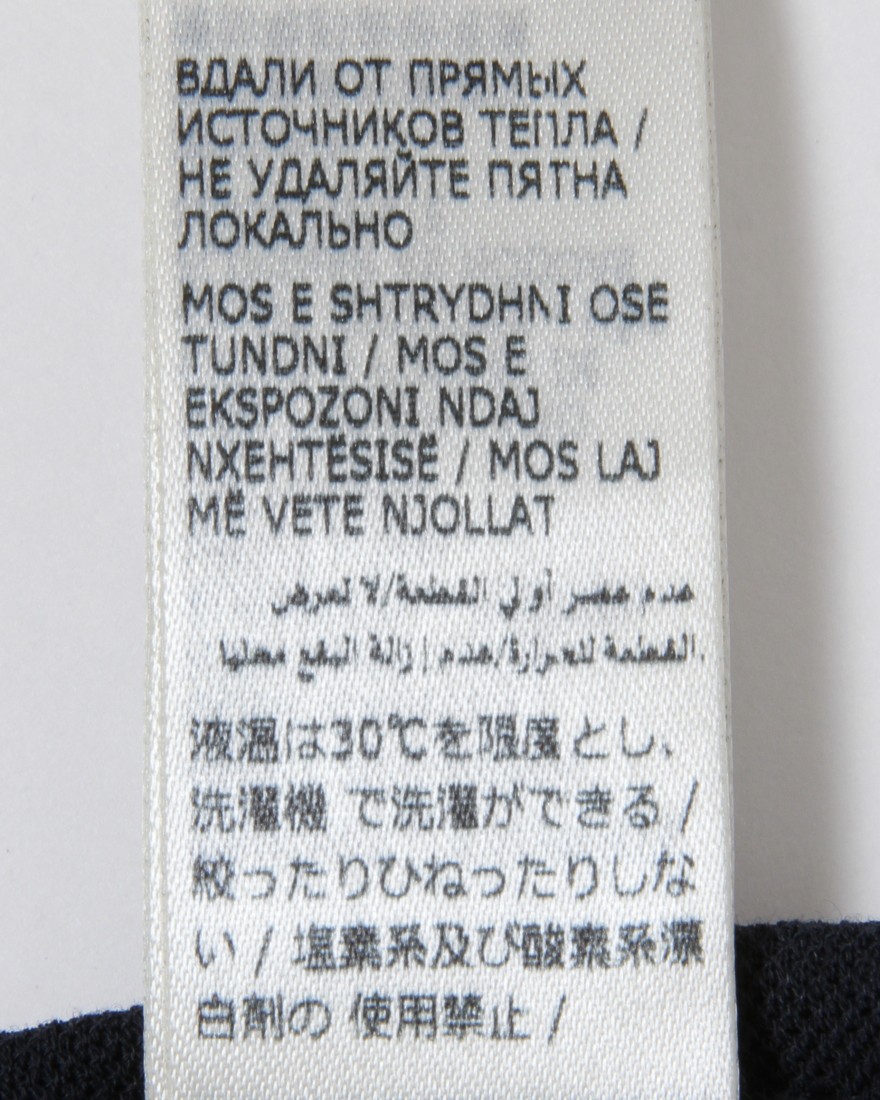 ВДАЛИ ОТ ПРЯМЫХ
ИСТОЧНИКОВ ТЕПЛА /
НЕ УДАЛЯЙТЕ ПЯТНА
ЛОКАЛЬНО
MOS E SHTRYDHNI OSE
TUNDNI / MOS E
EKSPOZONI NDAJ
NXEHTËSISË / MOS LAJ
MË VETE NJOLLAT
عدم عصر أولي القطعة/لا تعرض
القطعة للحرارة/عدم إزالة البقع محليا.
液温は30℃を限度とし、
洗濯機 で洗濯ができる /
絞ったりひねったりしな
い / 塩素系及び酸素系漂
白剤の 使用禁止 /